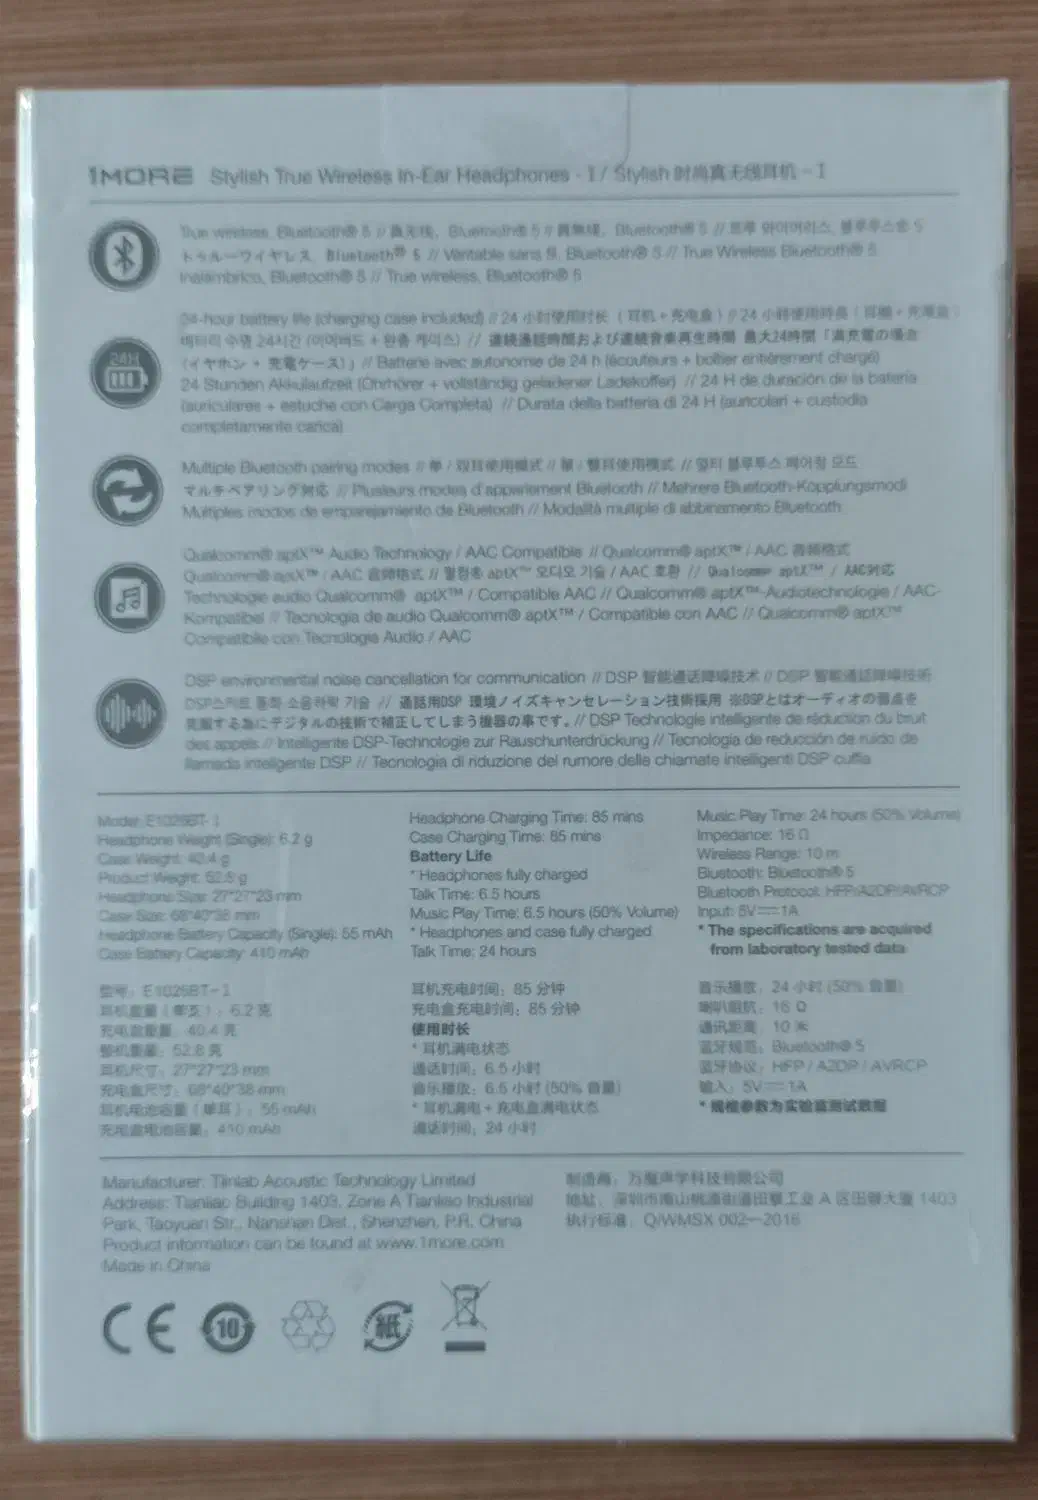 1MORE Stylish True Wireless In-Ear Headphones - I / Stylish 时尚真无线耳机 - I
True wireless, Bluetooth® 5 // 真无线, Bluetooth® 5 // 真無線, Bluetooth® 5 // 트루 와이어리스, 블루투스® 5
トゥルーワイヤレス, Bluetooth® 5 // Véritable sans fil, Bluetooth® 5 // True Wireless Bluetooth® 5
Inalámbrico, Bluetooth® 5 // True wireless, Bluetooth® 5
24H
24-hour battery life (charging case included) // 24 小时使用时长 ( 耳机 + 充电盒 ) // 24 小時使用時長 ( 耳機 + 充電盒 )
배터리 수명 24시간 (이어버드 + 완충 케이스) // 連続通話時間および連続音楽再生時間 最大24時間「満充電の場合
(イヤホン + 充電ケース)」 // Batterie avec autonomie de 24 h (écouteurs + boîtier entièrement chargé)
24 Stunden Akkulaufzeit (Ohrhörer + vollständig geladener Ladekoffer) // 24 H de duración de la batería
(auriculares + estuche con Carga Completa) // Durata della batteria di 24 H (auricolari + custodia
completamente carica)
Multiple Bluetooth pairing modes // 单 / 双耳使用模式 // 單 / 雙耳使用模式 // 멀티 블루투스 페어링 모드
マルチペアリング対応 // Plusieurs modes d'appariement Bluetooth // Mehrere Bluetooth-Kopplungsmodi
Múltiples modos de emparejamiento de Bluetooth // Modalità multiple di abbinamento Bluetooth
Qualcomm® aptX™ Audio Technology / AAC Compatible // Qualcomm® aptX™ / AAC 音频格式
Qualcomm® aptX™ / AAC 音頻格式 // 퀄컴® aptX™ 오디오 기술 / AAC 호환 // Qualcomm® aptX™ / AAC対応
Technologie audio Qualcomm® aptX™ / Compatible AAC // Qualcomm® aptX™-Audiotechnologie / AAC-
Kompatibel // Tecnología de audio Qualcomm® aptX™ / Compatible con AAC // Qualcomm® aptX™
Compatibile con Tecnologie Audio / AAC
DSP environmental noise cancellation for communication // DSP 智能通话降噪技术 // DSP 智能通話降噪技術
DSP스마트 통화 소음하락 기술 // 通話用DSP 環境ノイズキャンセレーション技術採用 ※DSPとはオーディオの弱点を
克服する為にデジタルの技術で補正してしまう機器の事です。// DSP Technologie intelligente de réduction du bruit
des appels // Intelligente DSP-Technologie zur Rauschunterdrückung // Tecnología de reducción de ruido de
llamada inteligente DSP // Tecnologia di riduzione del rumore delle chiamate intelligenti DSP cuffia
Model: E1026BT-1
Headphone Weight (Single): 6.2 g
Case Weight: 40.4 g
Product Weight: 52.8 g
Headphone Size: 27*27*23 mm
Case Size: 68*40*38 mm
Headphone Battery Capacity (Single): 55 mAh
Case Battery Capacity: 410 mAh
Headphone Charging Time: 85 mins
Case Charging Time: 85 mins
Battery Life
* Headphones fully charged
Talk Time: 6.5 hours
Music Play Time: 6.5 hours (50% Volume)
* Headphones and case fully charged
Talk Time: 24 hours
Music Play Time: 24 hours (50% Volume)
Impedance: 16 Ω
Wireless Range: 10 m
Bluetooth: Bluetooth® 5
Bluetooth Protocol: HFP/A2DP/AVRCP
Input: 5V⎓1A
* The specifications are acquired
from laboratory tested data
型号: E1026BT-1
耳机重量 ( 单支 ) : 6.2 克
充电盒重量: 40.4 克
整机重量: 52.8 克
耳机尺寸: 27*27*23 mm
充电盒尺寸: 68*40*38 mm
耳机电池容量 ( 单耳 ) : 55 mAh
充电盒电池容量: 410 mAh
耳机充电时间: 85 分钟
充电盒充电时间: 85 分钟
使用时长
* 耳机满电状态
通话时间: 6.5 小时
音乐播放: 6.5 小时 (50% 音量)
* 耳机满电 + 充电盒满电状态
通话时间: 24 小时
音乐播放: 24 小时 (50% 音量)
喇叭阻抗: 16 Ω
通讯距离: 10 米
蓝牙规范: Bluetooth® 5
蓝牙协议: HFP / A2DP / AVRCP
输入: 5V⎓1A
* 规格参数为实验室测试数据
Manufacturer: Tiinlab Acoustic Technology Limited
Address: Tianliao Building 1403, Zone A Tianliao Industrial
Park, Taoyuan Str., Nanshan Dist., Shenzhen, P.R. China
Product information can be found at www.1more.com
Made in China
制造商: 万魔声学科技有限公司
地址: 深圳市南山桃源街道田寮工业 A 区田寮大厦 1403
执行标准: Q/WMSX 002—2016
CE
10
紙